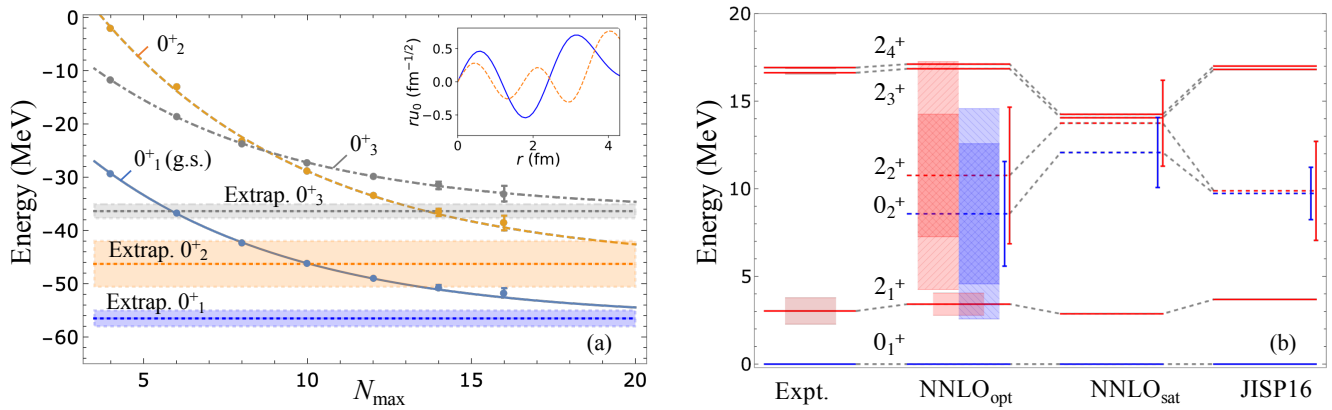 0
-10
-20
-30
-40
-50
-60
Energy (MeV)
0⁺₂
0⁺₁ (g.s.)
0⁺₃
Extrap. 0⁺₃
Extrap. 0⁺₂
Extrap. 0⁺₁
(a)
5 10 15 20
N_max
0.5
0.0
-0.5
ru₀ (fm⁻¹/²)
0 2 4
r (fm)
20
15
10
5
0
Energy (MeV)
2₄⁺
2₃⁺
2₂⁺
0₂⁺
2₁⁺
0₁⁺
(b)
Expt. NNLO_opt NNLO_sat JISP16